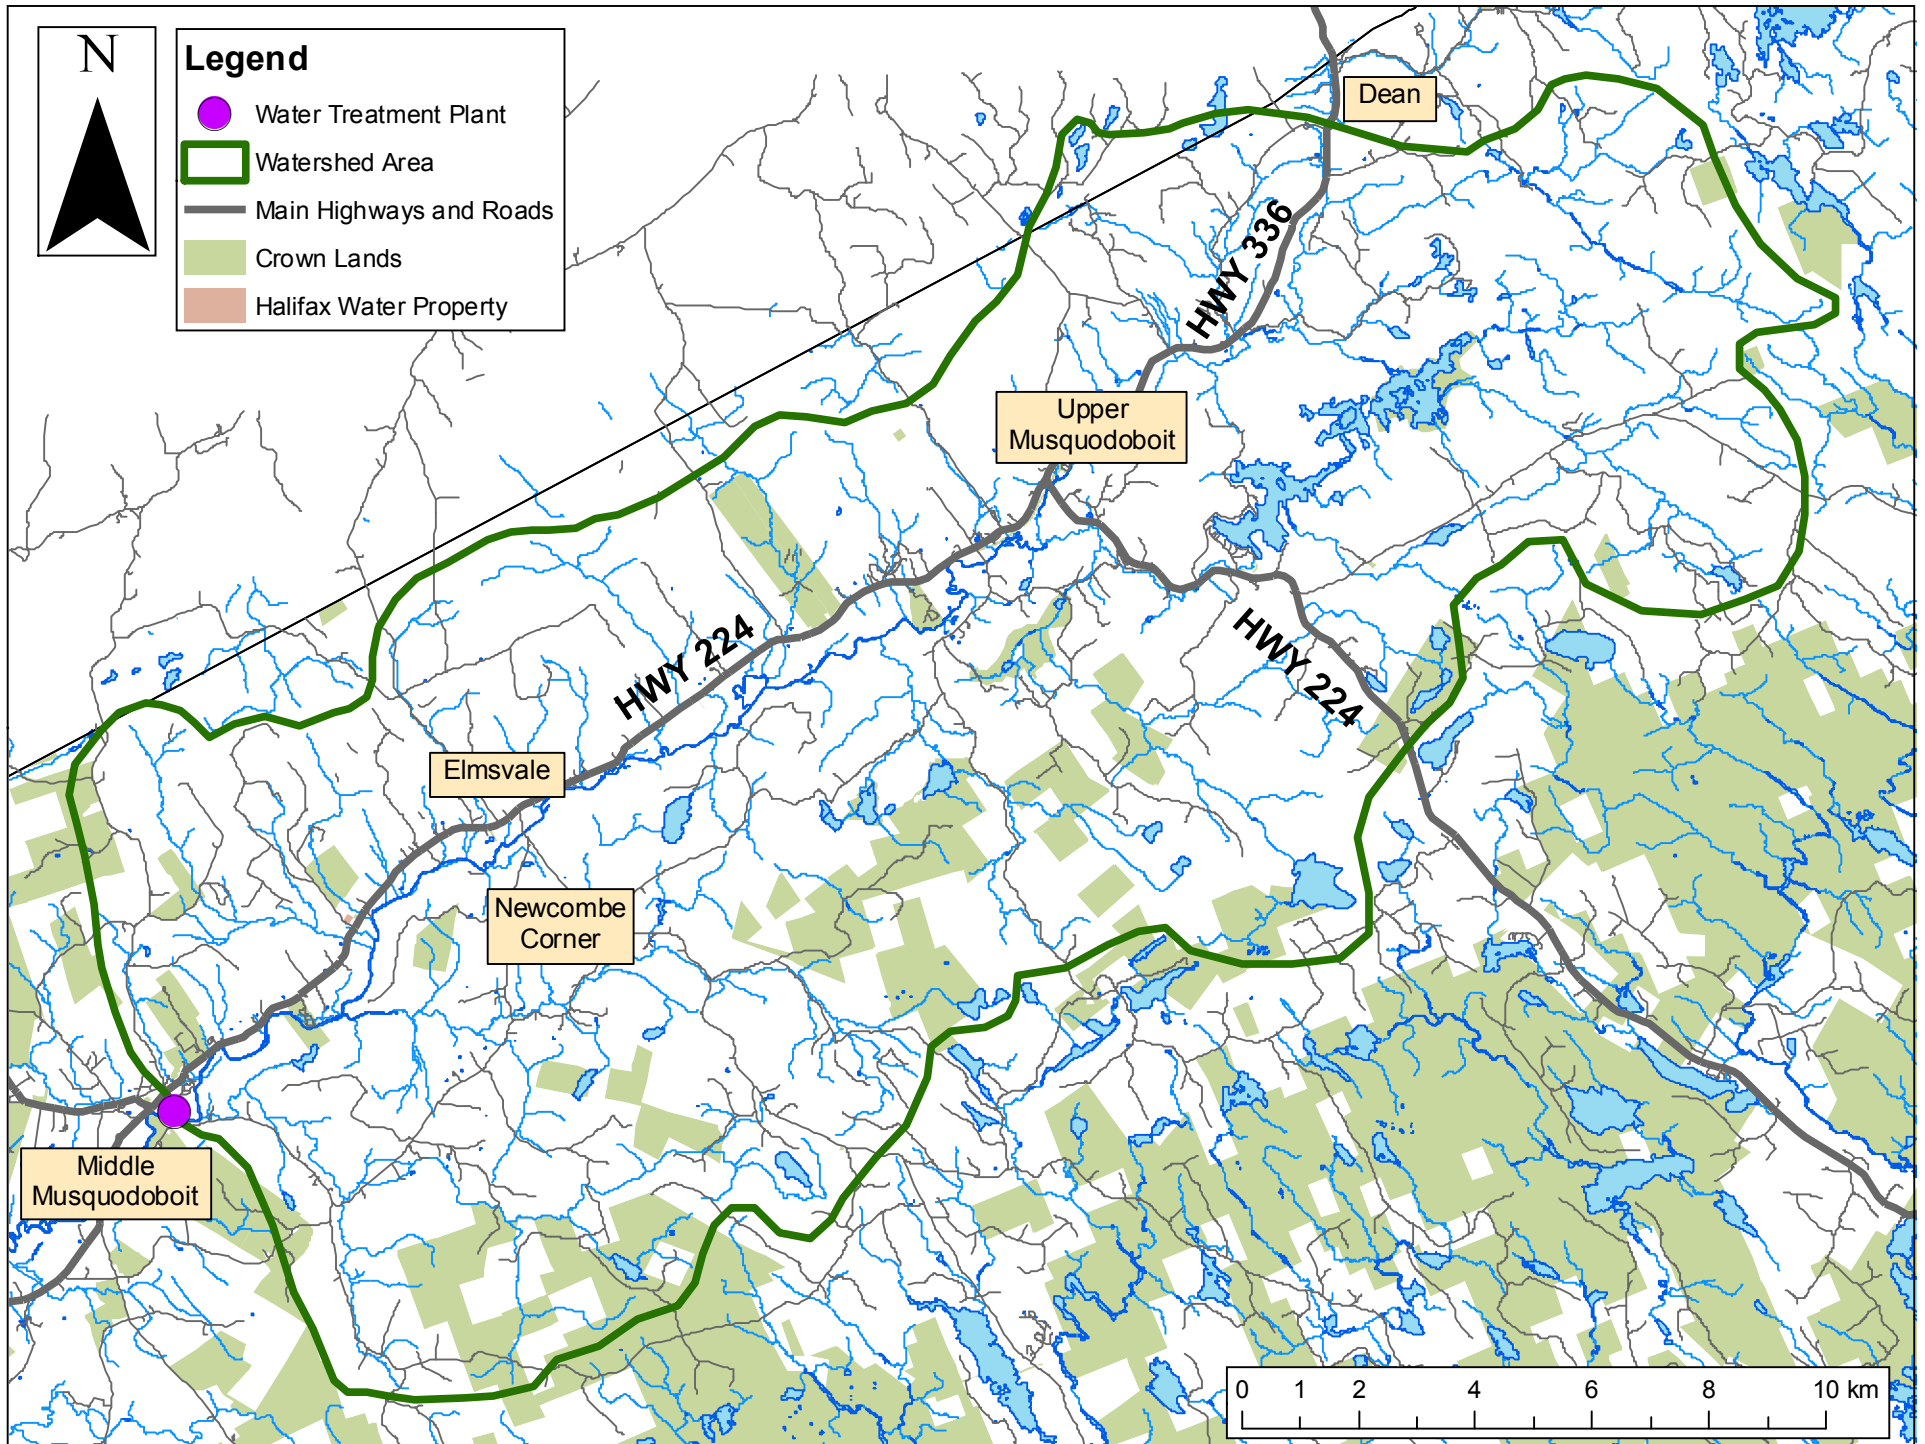 N
Legend
Water Treatment Plant
Watershed Area
Main Highways and Roads
Crown Lands
Halifax Water Property
Dean
HWY 336
Upper
Musquodoboit
HWY 224
HWY 224
Elmsvale
Newcombe
Corner
Middle
Musquodoboit
0 1 2 4 6 8 10 km